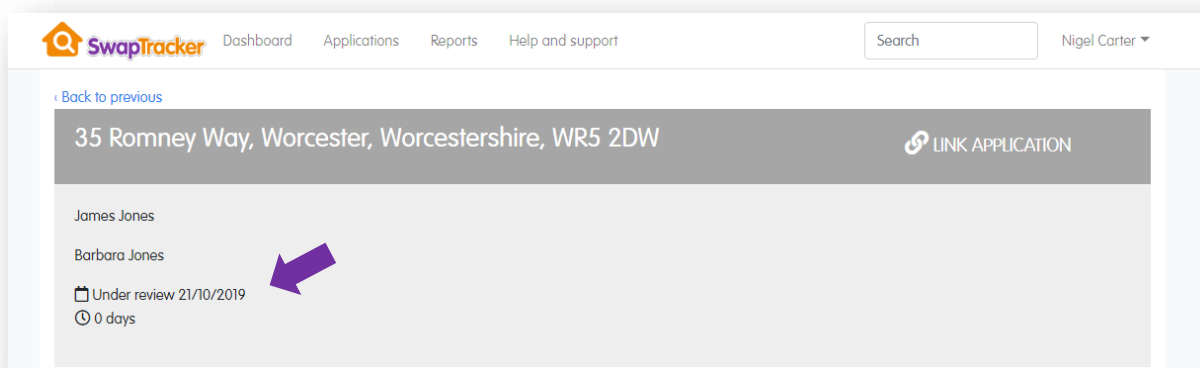 SwapTracker Dashboard Applications Reports Help and support Search Nigel Carter
‹ Back to previous
35 Romney Way, Worcester, Worcestershire, WR5 2DW LINK APPLICATION
James Jones
Barbara Jones
Under review 21/10/2019
0 days